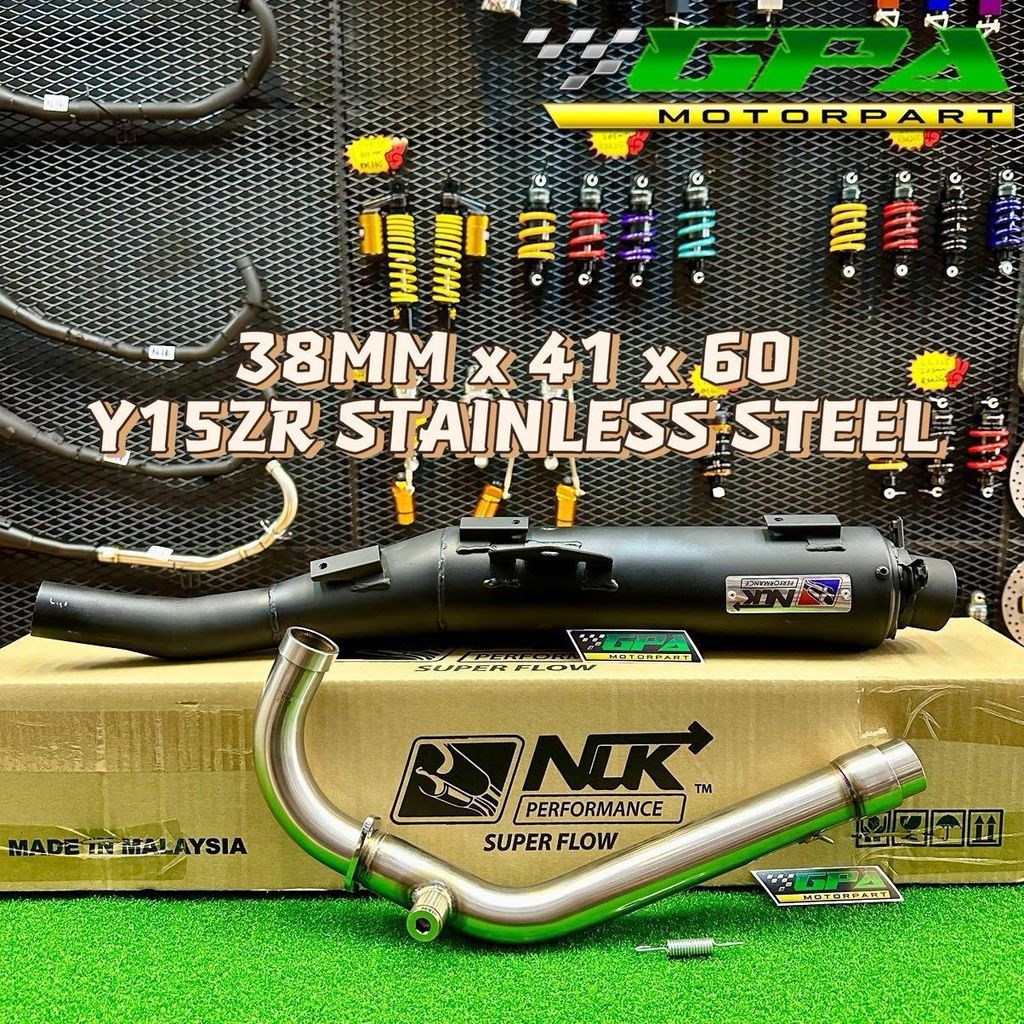 GPA
MOTORPART
38MM x 41 x 60
Y15ZR STAINLESS STEEL
NLK
PERFORMANCE
GPA
MOTORPART
SUPER FLOW
NLK
TM
PERFORMANCE
SUPER FLOW
MADE IN MALAYSIA
GPA
MOTORPART